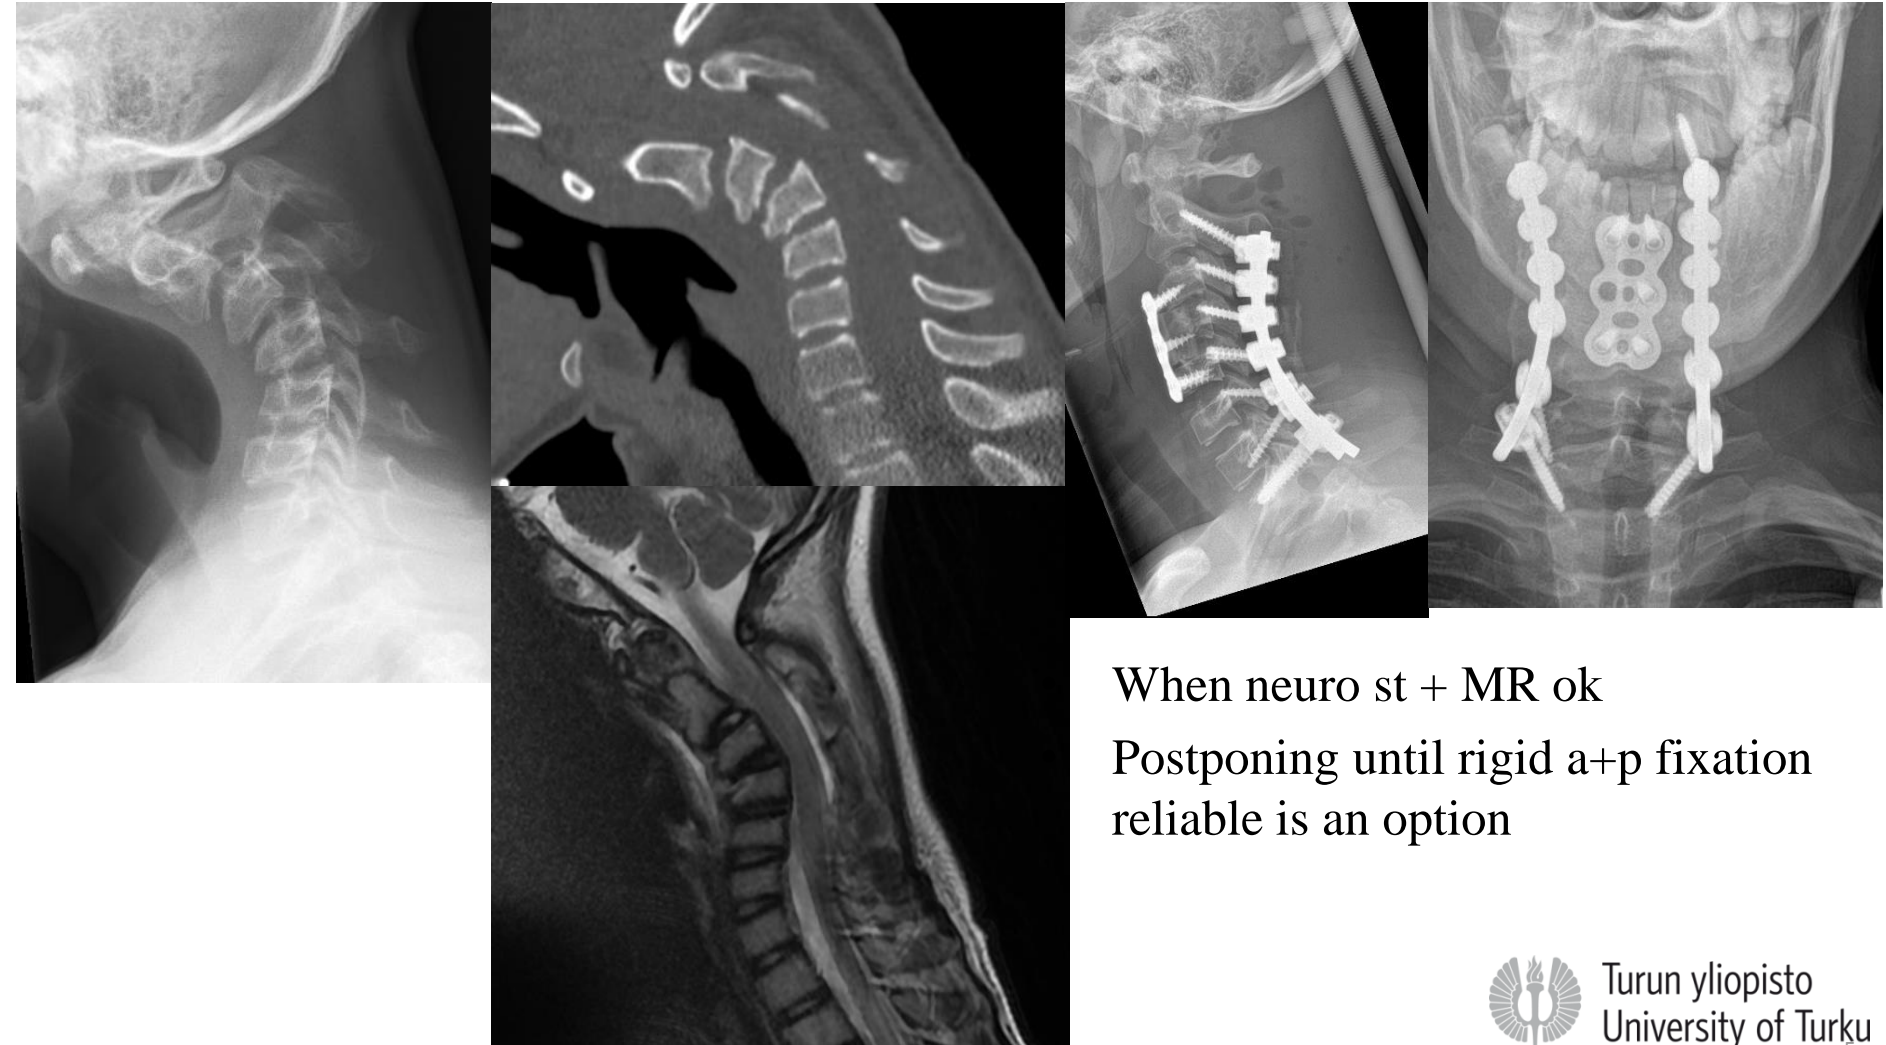 When neuro st + MR ok
Postponing until rigid a+p fixation
reliable is an option
Turun yliopisto
University of Turku